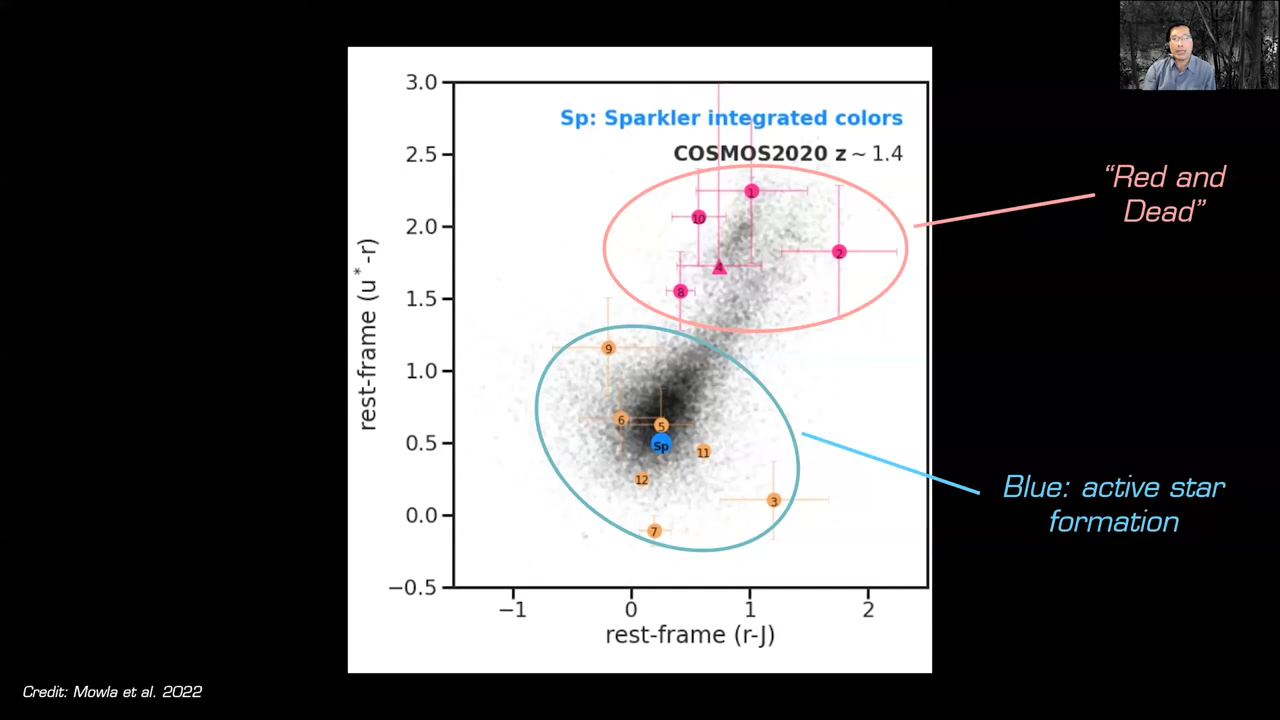 3.0
Sp: Sparkler integrated colors
COSMOS2020 z ~ 1.4
2.5
2.0
1.5
1.0
0.5
0.0
−0.5
rest-frame (u*-r)
1
10
2
4
8
9
6
5
Sp
11
12
3
7
−1
0
1
2
rest-frame (r-J)
“Red and
Dead”
Blue: active star
formation
Credit: Mowla et al. 2022